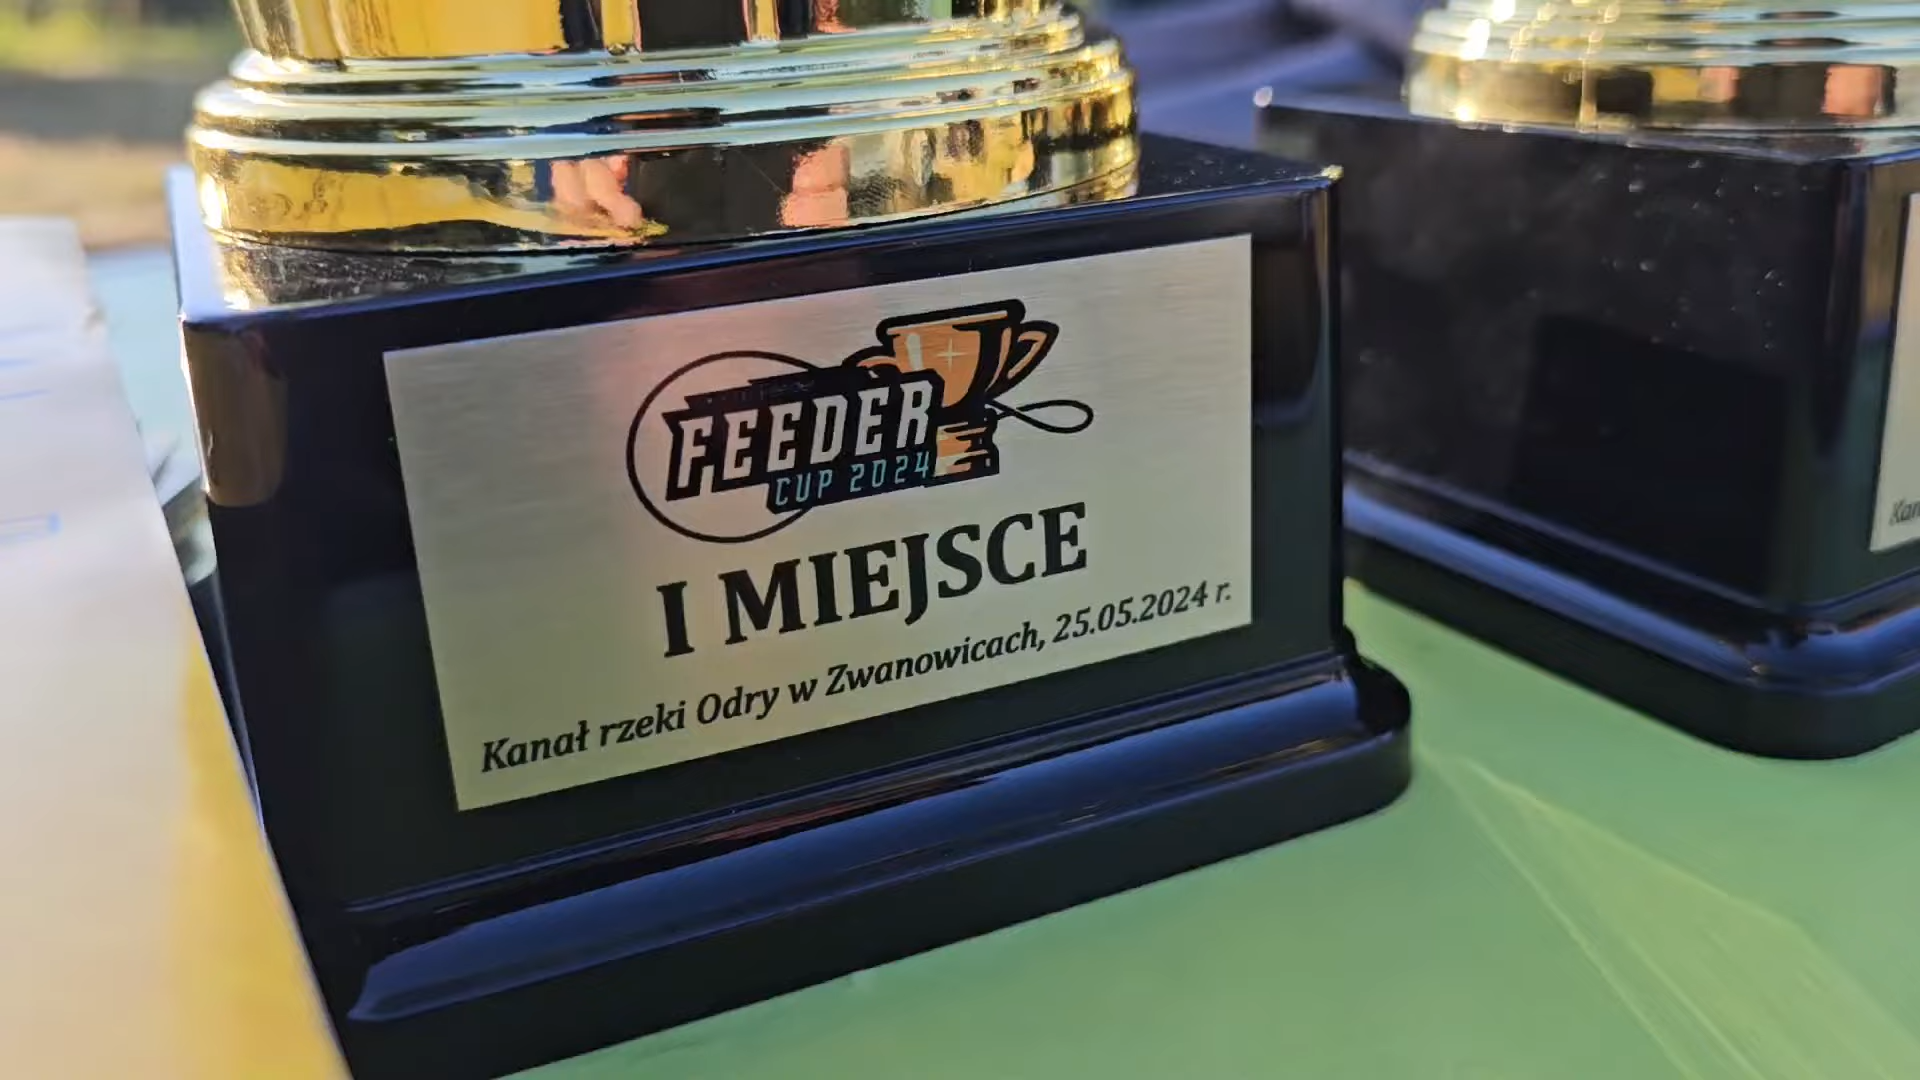 FEEDER
CUP 2024
I MIEJSCE
Kanał rzeki Odry w Zwanowicach, 25.05.2024 r.